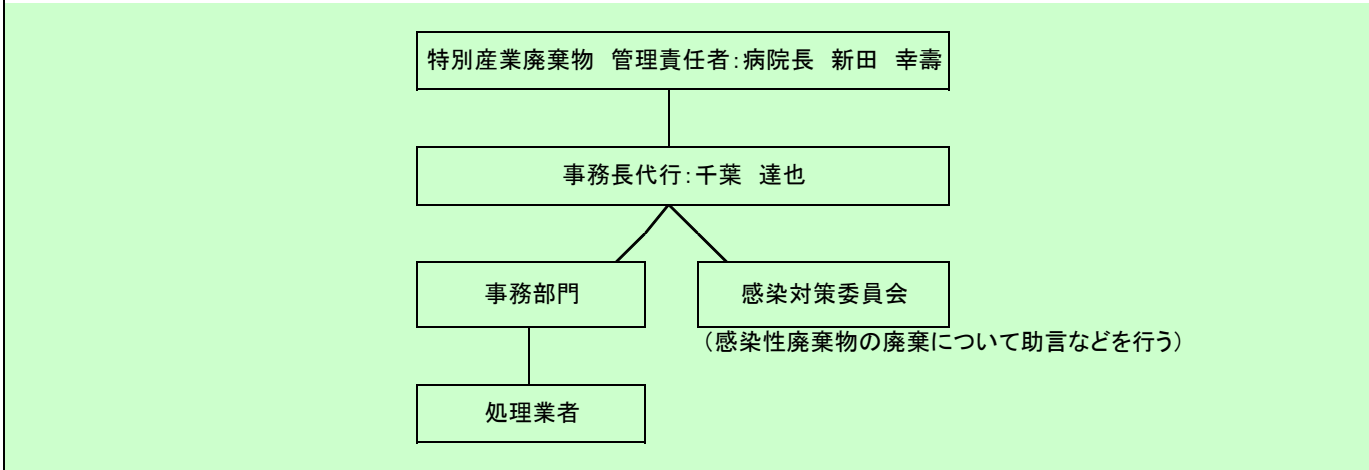 特別産業廃棄物　管理責任者:病院長　新田　幸壽
事務長代行:千葉　達也
事務部門
感染対策委員会
（感染性廃棄物の廃棄について助言などを行う）
処理業者